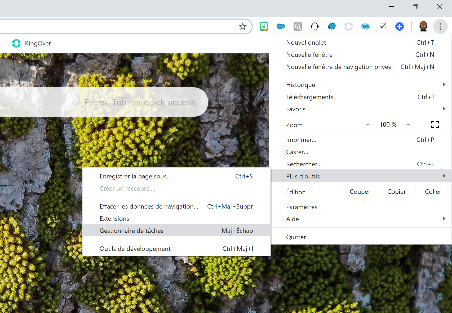 RingOver
Press Tab for quick access
Nouvel onglet Ctrl+T
Nouvelle fenêtre Ctrl+N
Nouvelle fenêtre de navigation privée Ctrl+Maj+N
Historique
Téléchargements Ctrl+J
Favoris
Zoom − 100 % +
Imprimer... Ctrl+P
Caster...
Rechercher... Ctrl+F
Plus d'outils
Édition Couper Copier Coller
Paramètres
Aide
Quitter
Enregistrer la page sous... Ctrl+S
Créer un raccourci...
Effacer les données de navigation... Ctrl+Maj+Suppr
Extensions
Gestionnaire de tâches Maj+Échap
Outils de développement Ctrl+Maj+I